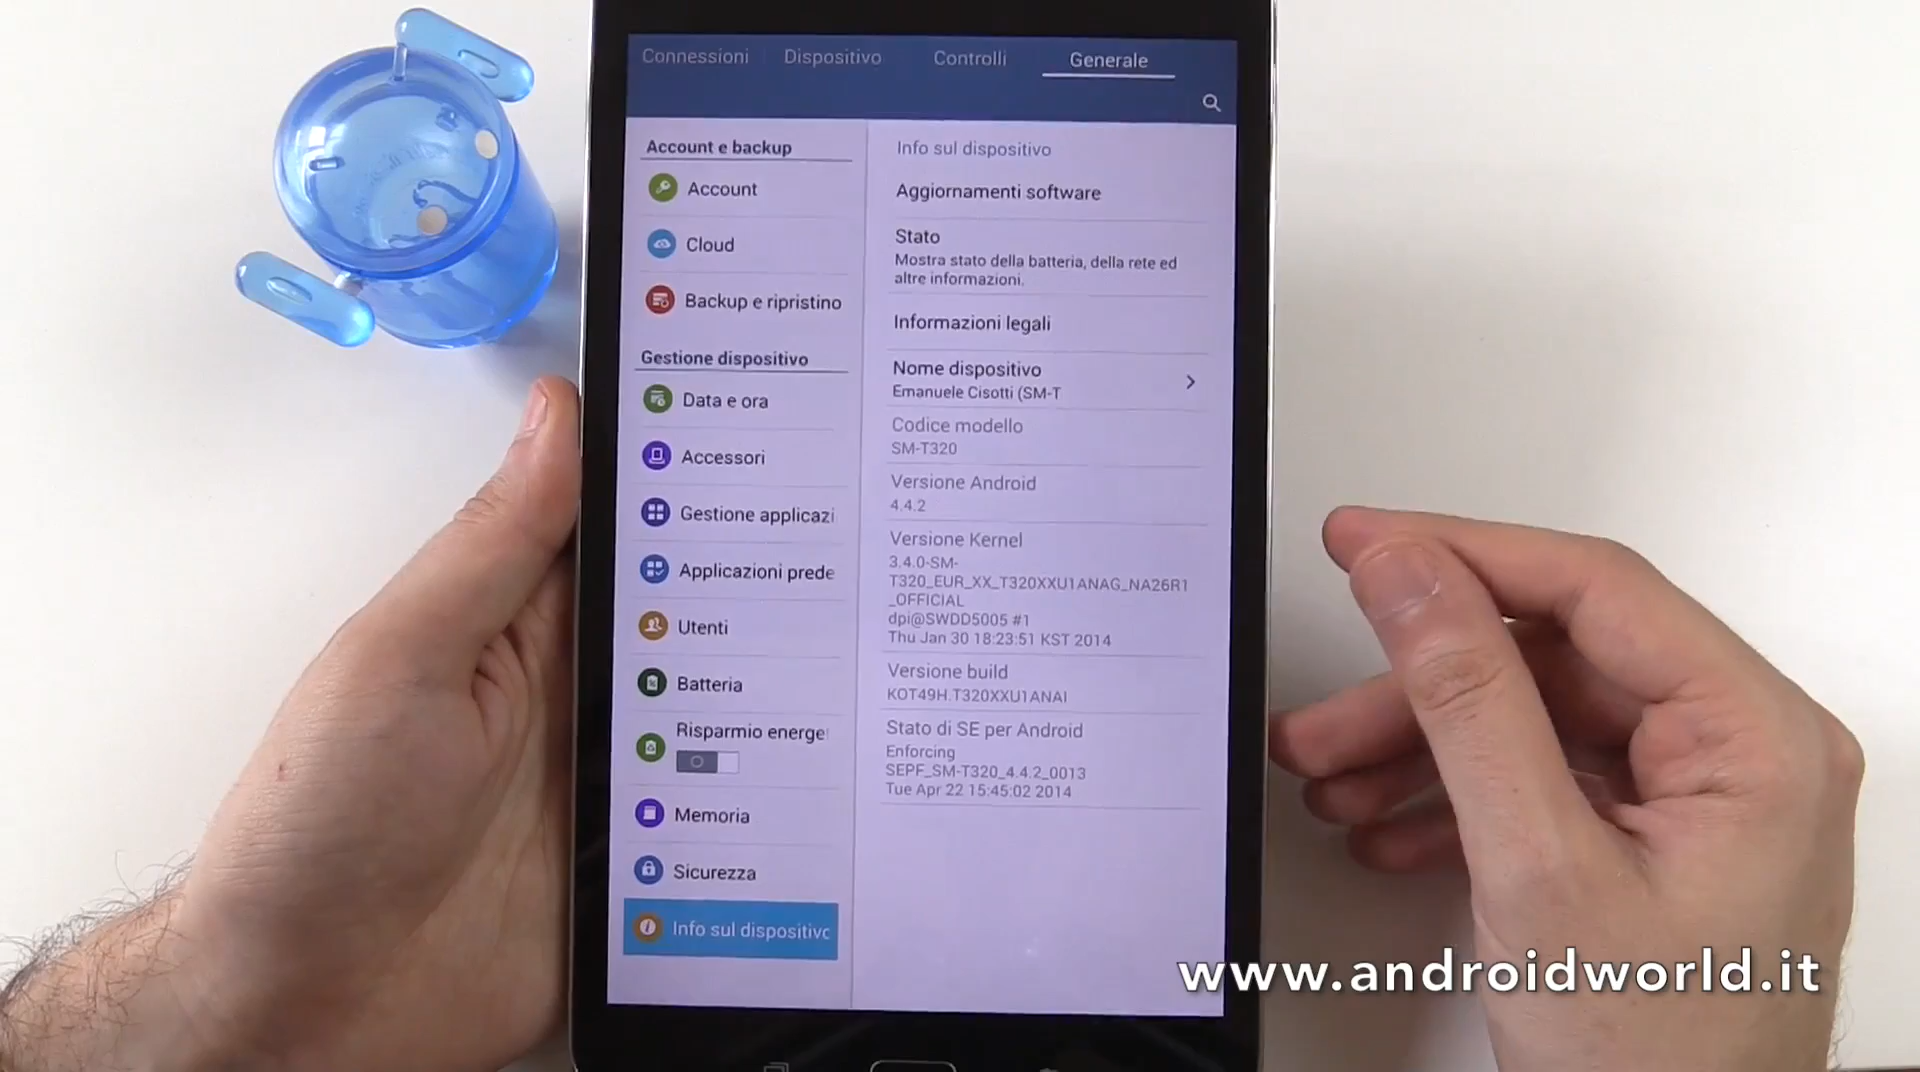 Connessioni
Dispositivo
Controlli
Generale
Account e backup
Account
Cloud
Backup e ripristino
Gestione dispositivo
Data e ora
Accessori
Gestione applicazi
Applicazioni prede
Utenti
Batteria
Risparmio energe
Memoria
Sicurezza
Info sul dispositivo
Info sul dispositivo
Aggiornamenti software
Stato
Mostra stato della batteria, della rete ed
altre informazioni.
Informazioni legali
Nome dispositivo
Emanuele Cisotti (SM-T
Codice modello
SM-T320
Versione Android
4.4.2
Versione Kernel
3.4.0-SM-
T320_EUR_XX_T320XXU1ANAG_NA26R1
_OFFICIAL
dpi@SWDD5005 #1
Thu Jan 30 18:23:51 KST 2014
Versione build
KOT49H.T320XXU1ANAI
Stato di SE per Android
Enforcing
SEPF_SM-T320_4.4.2_0013
Tue Apr 22 15:45:02 2014
www.androidworld.it